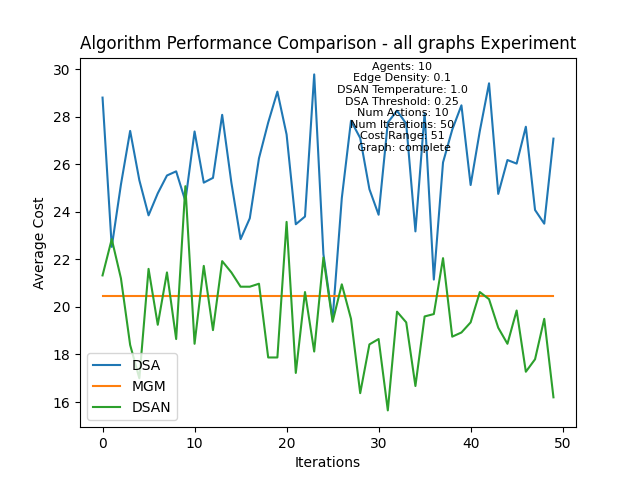 Algorithm Performance Comparison - all graphs Experiment
Agents: 10
Edge Density: 0.1
DSAN Temperature: 1.0
DSA Threshold: 0.25
Num Actions: 10
Num Iterations: 50
Cost Range: 51
Graph: complete
Average Cost
30
28
26
24
22
20
18
16
DSA
MGM
DSAN
0
10
20
30
40
50
Iterations